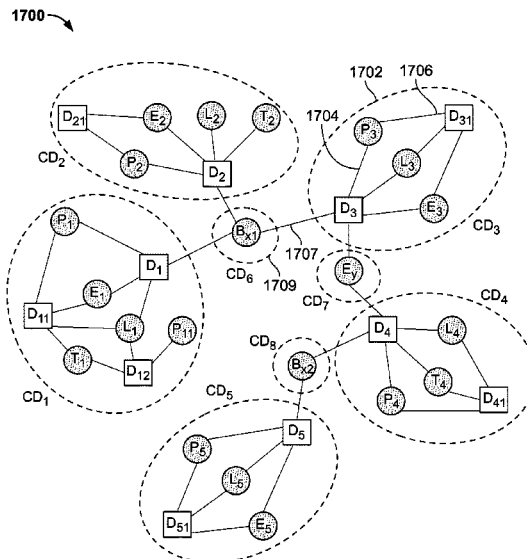 1700
1702
1706
1704
D21
E2
L2
T2
P3
D31
CD2
P2
D2
L3
D3
E3
P1
Bx1
CD3
D1
1707
CD6
1709
Ey
CD7
E1
D11
L1
P11
D4
L4
CD4
CD8
T1
D12
Bx2
T4
CD1
CD5
P4
D41
D5
P5
L5
D51
E5